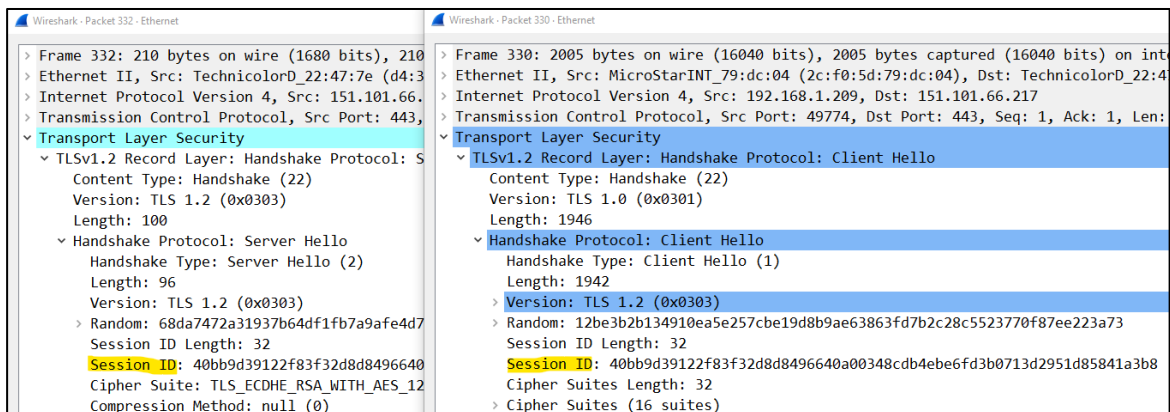 Wireshark · Packet 332 · Ethernet
Frame 332: 210 bytes on wire (1680 bits), 210
Ethernet II, Src: TechnicolorD_22:47:7e (d4:3
Internet Protocol Version 4, Src: 151.101.66.
Transmission Control Protocol, Src Port: 443,
Transport Layer Security
TLSv1.2 Record Layer: Handshake Protocol: S
Content Type: Handshake (22)
Version: TLS 1.2 (0x0303)
Length: 100
Handshake Protocol: Server Hello
Handshake Type: Server Hello (2)
Length: 96
Version: TLS 1.2 (0x0303)
Random: 68da7472a31937b64df1fb7a9afe4d7
Session ID Length: 32
Session ID: 40bb9d39122f83f32d8d8496640
Cipher Suite: TLS_ECDHE_RSA_WITH_AES_12
Compression Method: null (0)
Wireshark · Packet 330 · Ethernet
Frame 330: 2005 bytes on wire (16040 bits), 2005 bytes captured (16040 bits) on inte
Ethernet II, Src: MicroStarINT_79:dc:04 (2c:f0:5d:79:dc:04), Dst: TechnicolorD_22:47
Internet Protocol Version 4, Src: 192.168.1.209, Dst: 151.101.66.217
Transmission Control Protocol, Src Port: 49774, Dst Port: 443, Seq: 1, Ack: 1, Len:
Transport Layer Security
TLSv1.2 Record Layer: Handshake Protocol: Client Hello
Content Type: Handshake (22)
Version: TLS 1.0 (0x0301)
Length: 1946
Handshake Protocol: Client Hello
Handshake Type: Client Hello (1)
Length: 1942
Version: TLS 1.2 (0x0303)
Random: 12be3b2b134910ea5e257cbe19d8b9ae63863fd7b2c28c5523770f87ee223a73
Session ID Length: 32
Session ID: 40bb9d39122f83f32d8d8496640a00348cdb4ebe6fd3b0713d2951d85841a3b8
Cipher Suites Length: 32
Cipher Suites (16 suites)